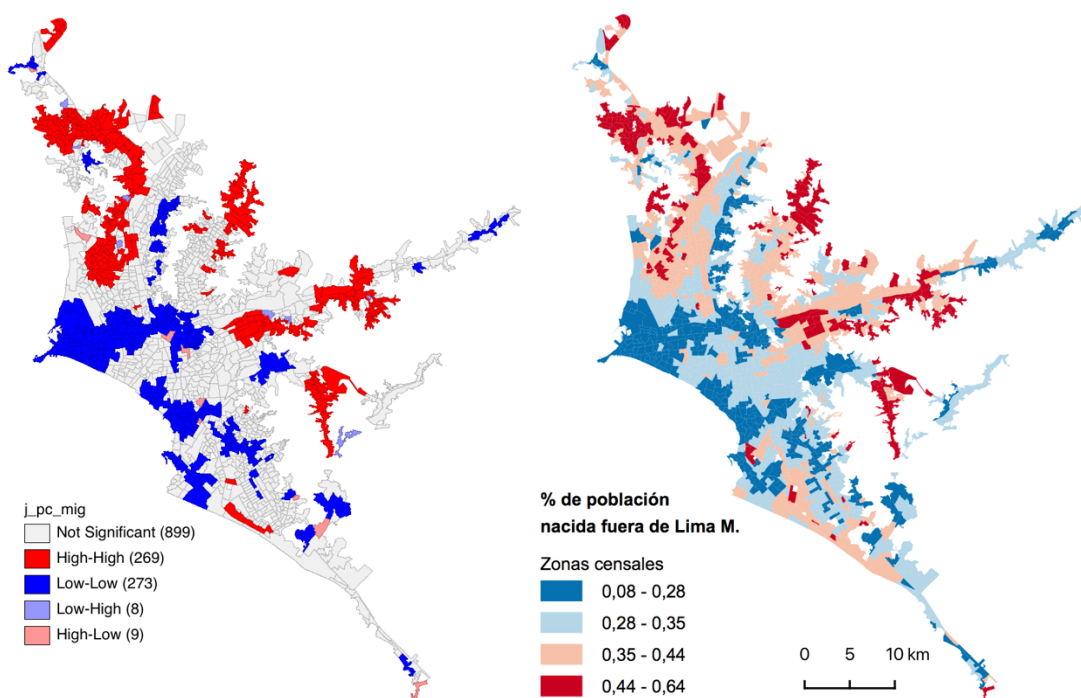 j_pc_mig
Not Significant (899)
High-High (269)
Low-Low (273)
Low-High (8)
High-Low (9)
% de población
nacida fuera de Lima M.
Zonas censales
0,08 - 0,28
0,28 - 0,35
0,35 - 0,44
0,44 - 0,64
0 5 10 km